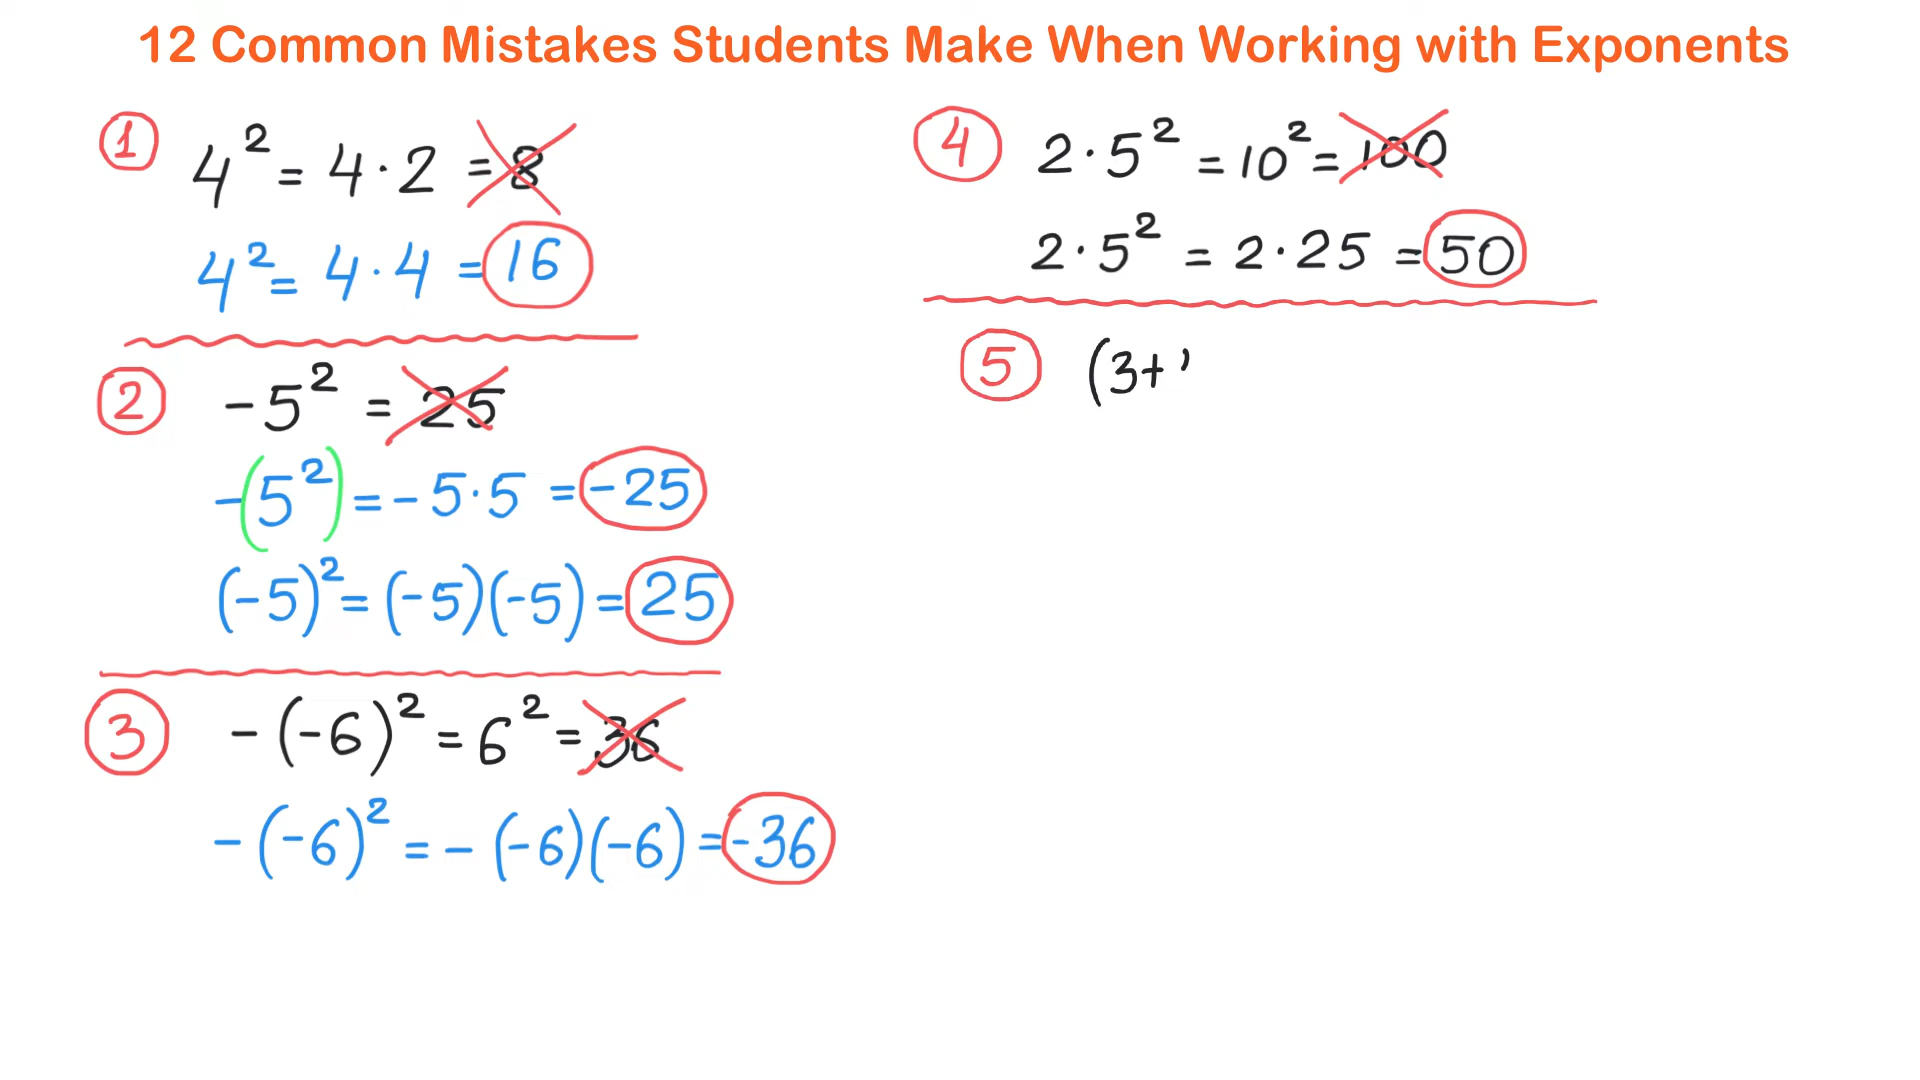 12 Common Mistakes Students Make When Working with Exponents
1 4² = 4 · 2 = 8
4² = 4 · 4 = 16
2 -5² = 25
-(5²) = -5·5 = -25
(-5)² = (-5)(-5) = 25
3 -(-6)² = 6² = 36
-(-6)² = -(-6)(-6) = -36
4 2·5² = 10² = 100
2·5² = 2·25 = 50
5 (3+